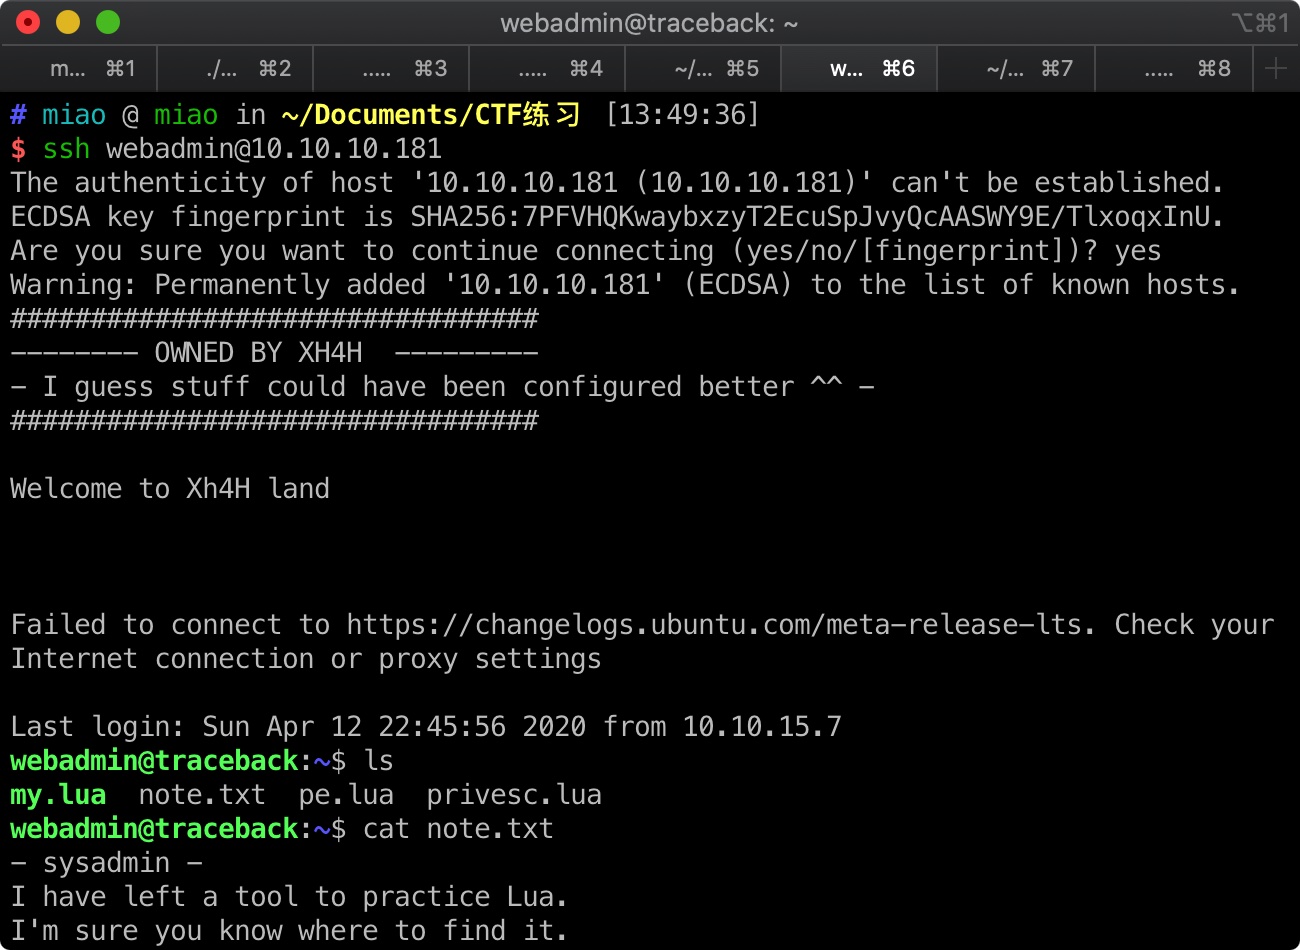 webadmin@traceback: ~ ⌥⌘1
m... ⌘1 ./... ⌘2 ..... ⌘3 ..... ⌘4 ~/... ⌘5 w... ⌘6 ~/... ⌘7 ..... ⌘8 +
# miao @ miao in ~/Documents/CTF练习 [13:49:36]
$ ssh webadmin@10.10.10.181
The authenticity of host '10.10.10.181 (10.10.10.181)' can't be established.
ECDSA key fingerprint is SHA256:7PFVHQKwaybxzyT2EcuSpJvyQcAASWY9E/TlxoqxInU.
Are you sure you want to continue connecting (yes/no/[fingerprint])? yes
Warning: Permanently added '10.10.10.181' (ECDSA) to the list of known hosts.
#################################
-------- OWNED BY XH4H  ---------
- I guess stuff could have been configured better ^^ -
#################################
Welcome to Xh4H land
Failed to connect to https://changelogs.ubuntu.com/meta-release-lts. Check your
Internet connection or proxy settings
Last login: Sun Apr 12 22:45:56 2020 from 10.10.15.7
webadmin@traceback:~$ ls
my.lua  note.txt  pe.lua  privesc.lua
webadmin@traceback:~$ cat note.txt
- sysadmin -
I have left a tool to practice Lua.
I'm sure you know where to find it.